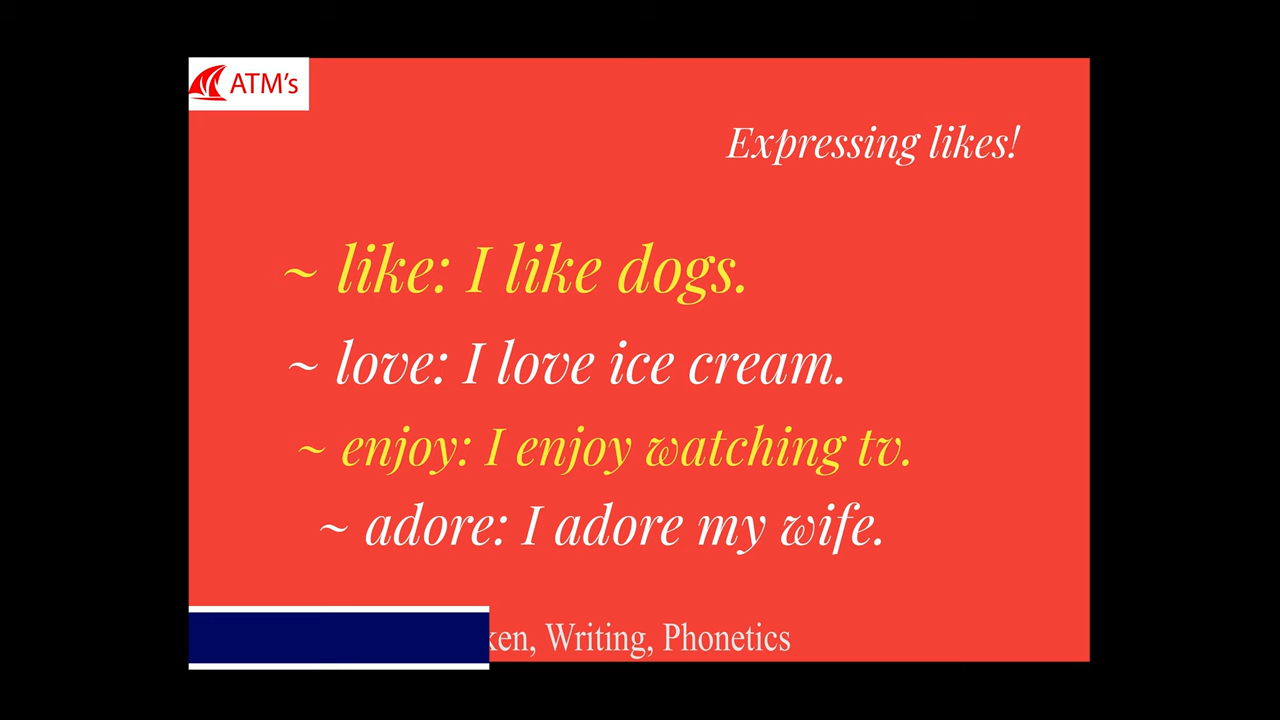 ATM's
Expressing likes!
~ like: I like dogs.
~ love: I love ice cream.
~ enjoy: I enjoy watching tv.
~ adore: I adore my wife.
Writing, Phonetics